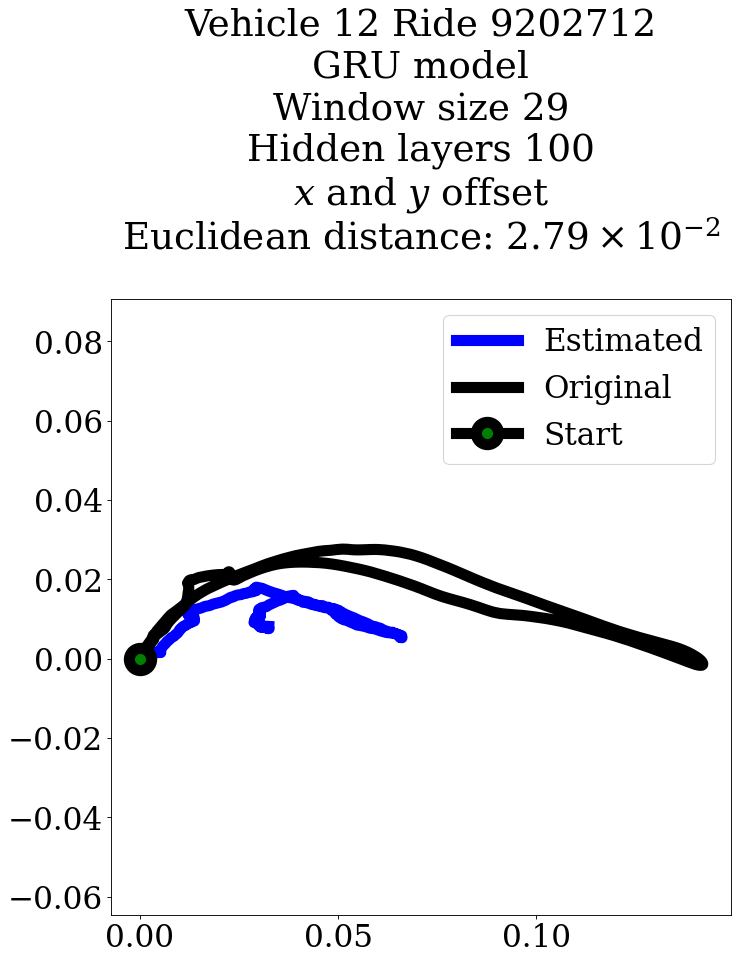 Vehicle 12 Ride 9202712
GRU model
Window size 29
Hidden layers 100
x and y offset
Euclidean distance: 2.79 × 10⁻²
Estimated
Original
Start
0.08
0.06
0.04
0.02
0.00
−0.02
−0.04
−0.06
0.00 0.05 0.10